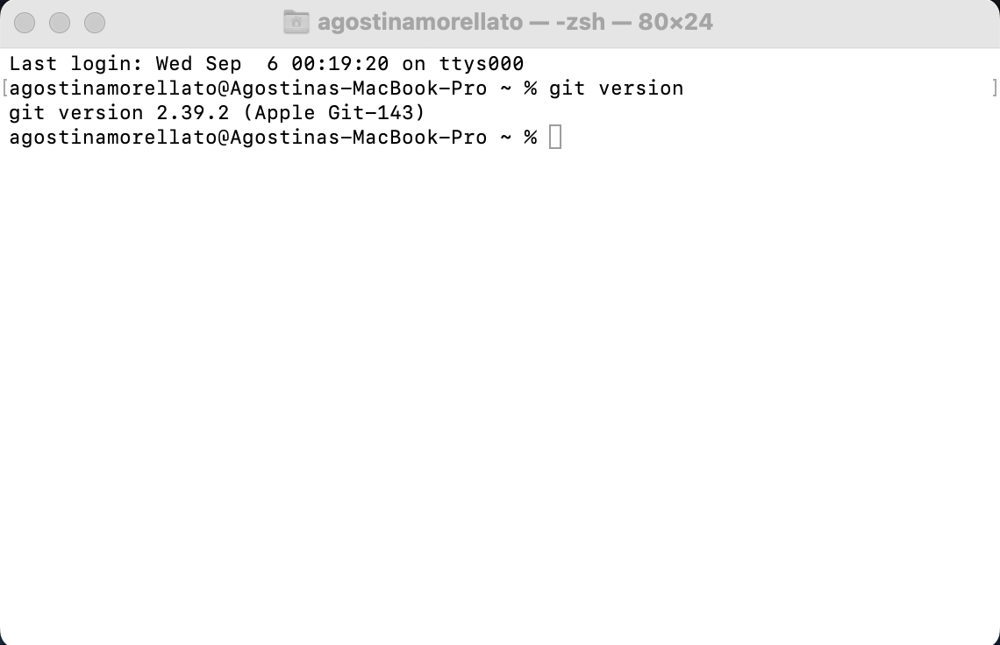 agostinamorellato — -zsh — 80×24
Last login: Wed Sep  6 00:19:20 on ttys000
[agostinamorellato@Agostinas-MacBook-Pro ~ % git version ]
git version 2.39.2 (Apple Git-143)
agostinamorellato@Agostinas-MacBook-Pro ~ %